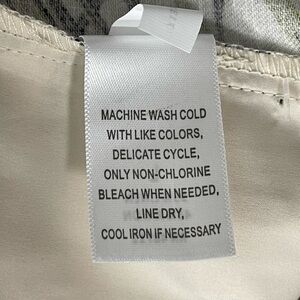 MACHINE WASH COLD
WITH LIKE COLORS,
DELICATE CYCLE,
ONLY NON-CHLORINE
BLEACH WHEN NEEDED,
LINE DRY,
COOL IRON IF NECESSARY